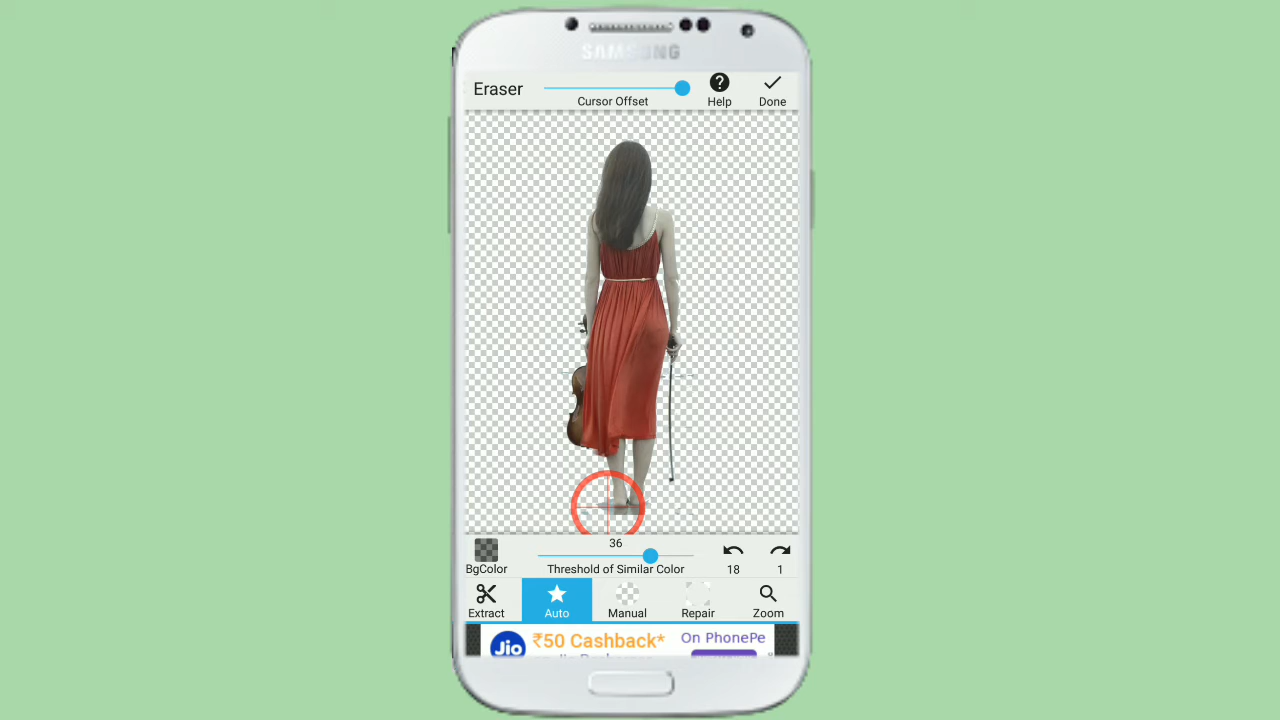 SAMSUNG
Eraser
Cursor Offset
Help
Done
36
BgColor
Threshold of Similar Color
18
1
Extract
Auto
Manual
Repair
Zoom
Jio
₹50 Cashback*
On PhonePe